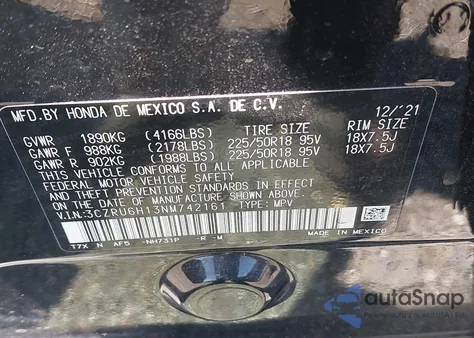 MFD.BY HONDA DE MEXICO S.A. DE C.V. 12/'21
GVWR 1890KG (4166LBS) TIRE SIZE RIM SIZE
GAWR F 988KG (2178LBS) 225/50R18 95V 18X7.5J
GAWR R 902KG (1988LBS) 225/50R18 95V 18X7.5J
THIS VEHICLE CONFORMS TO ALL APPLICABLE
FEDERAL MOTOR VEHICLE SAFETY
AND THEFT PREVENTION STANDARDS IN EFFECT ON THE
DATE OF MANUFACTURE SHOWN ABOVE.
V.I.N:3CZRU6H13NM742161 TYPE: MPV
T7X N AF5 -NH731P -R -M MADE IN MEXICO
autoSnap